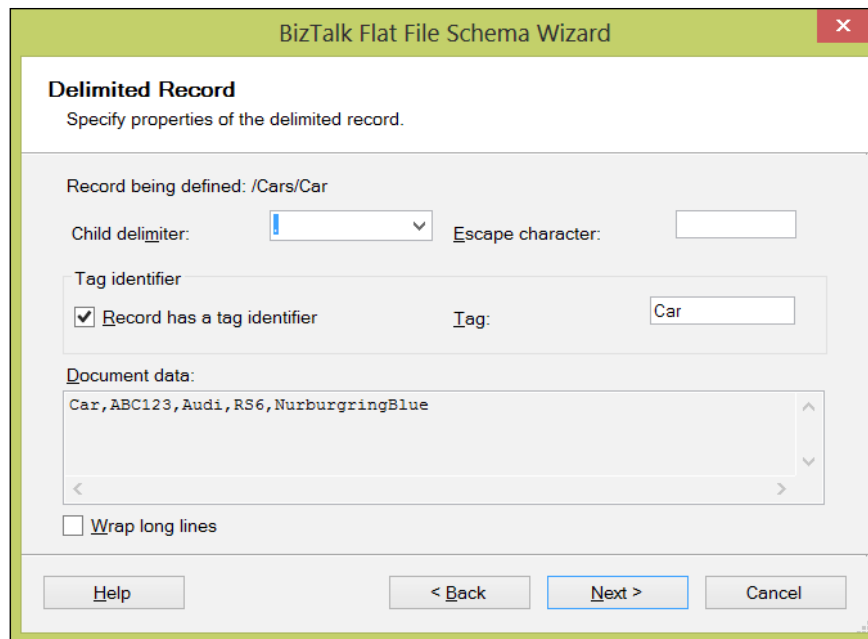 BizTalk Flat File Schema Wizard
Delimited Record
Specify properties of the delimited record.
Record being defined: /Cars/Car
Child delimiter: , Escape character:
Tag identifier
Record has a tag identifier Tag: Car
Document data:
Car,ABC123,Audi,RS6,NurburgringBlue
Wrap long lines
Help < Back Next > Cancel